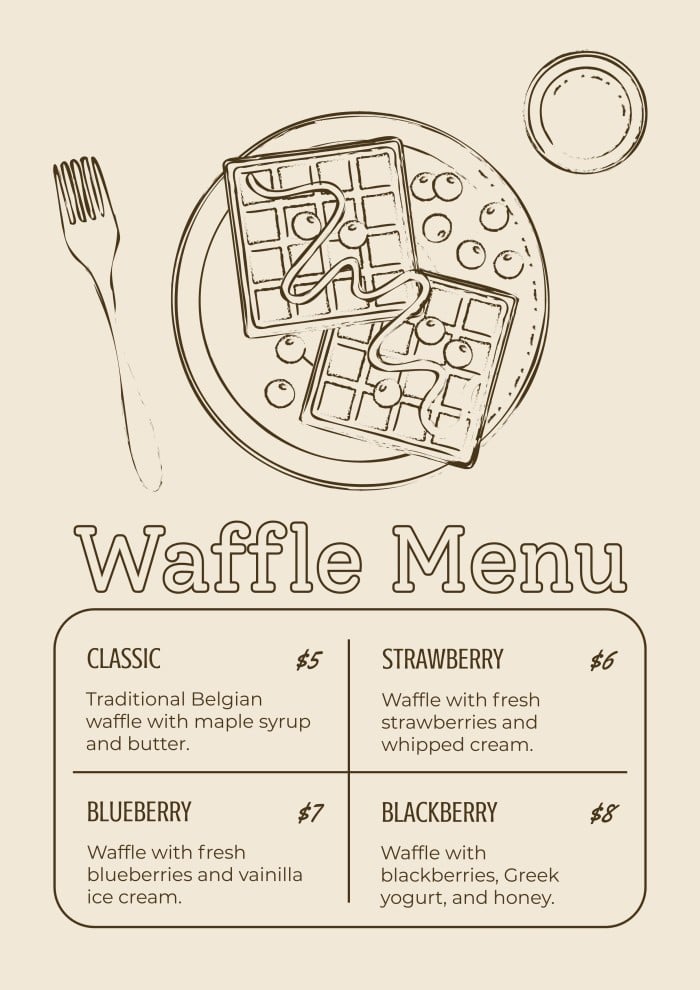 Waffle Menu
CLASSIC $5
Traditional Belgian
waffle with maple syrup
and butter.
STRAWBERRY $6
Waffle with fresh
strawberries and
whipped cream.
BLUEBERRY $7
Waffle with fresh
blueberries and vainilla
ice cream.
BLACKBERRY $8
Waffle with
blackberries, Greek
yogurt, and honey.